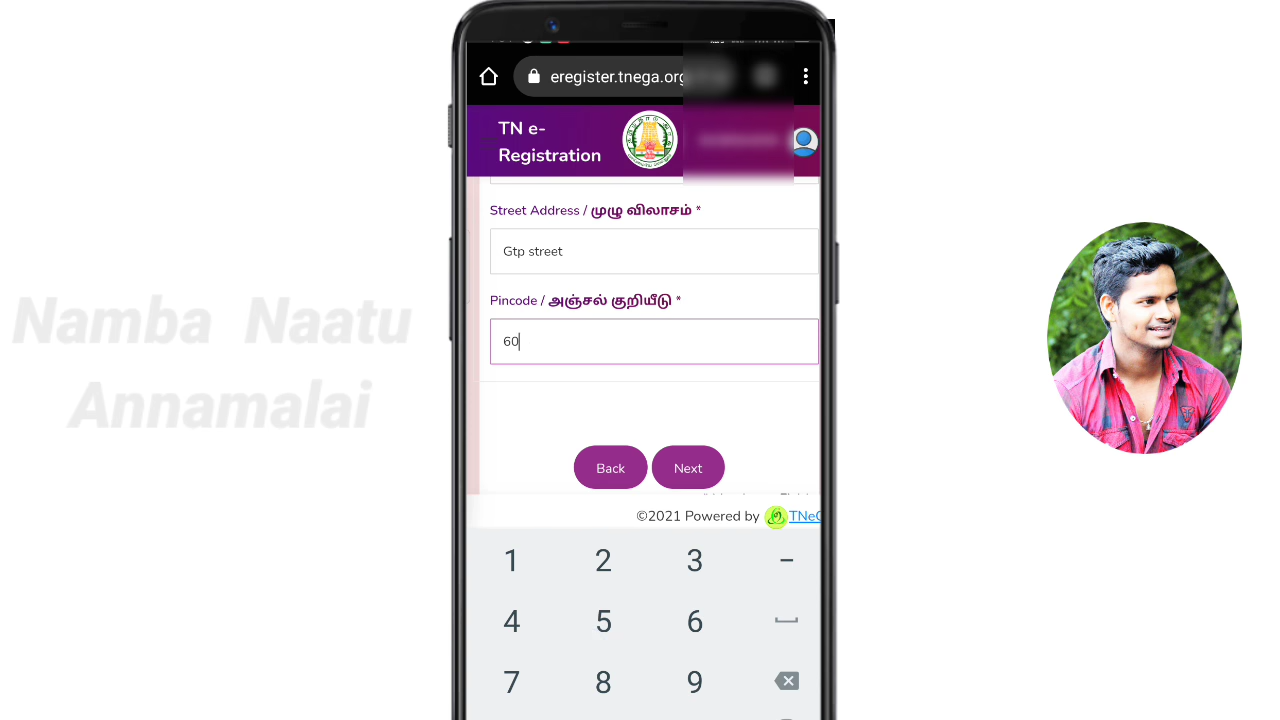 eregister.tnega.org
TN e-
Registration
Street Address / முழு விலாசம் *
Gtp street
Pincode / அஞ்சல் குறியீடு *
60
Back Next
©2021 Powered by TNeG
1 2 3 -
4 5 6
7 8 9
Namba Naatu
Annamalai